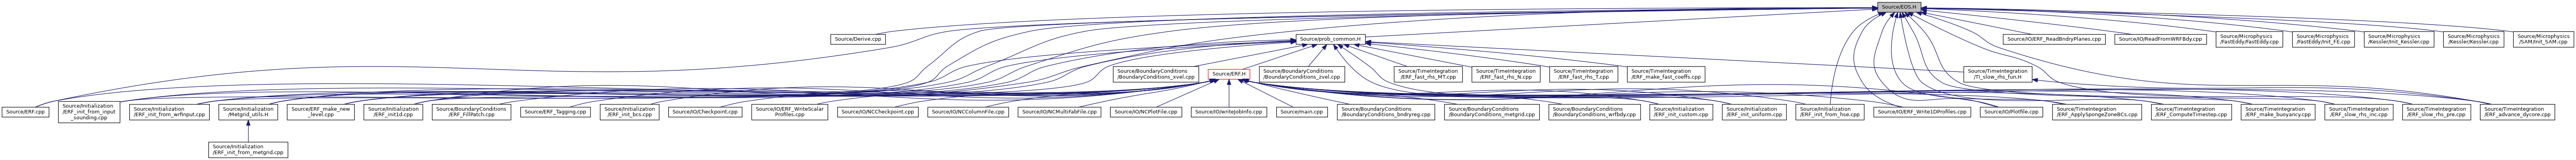 Source/EOS.H
Source/Derive.cpp
Source/prob_common.H
Source/IO/ERF_ReadBndryPlanes.cpp
Source/IO/ReadFromWRFBdy.cpp
Source/Microphysics
/FastEddy/FastEddy.cpp
Source/Microphysics
/FastEddy/Init_FE.cpp
Source/Microphysics
/Kessler/Init_Kessler.cpp
Source/Microphysics
/Kessler/Kessler.cpp
Source/Microphysics
/SAM/Init_SAM.cpp
Source/BoundaryConditions
/BoundaryConditions_xvel.cpp
Source/ERF.H
Source/BoundaryConditions
/BoundaryConditions_zvel.cpp
Source/TimeIntegration
/ERF_fast_rhs_MT.cpp
Source/TimeIntegration
/ERF_fast_rhs_N.cpp
Source/TimeIntegration
/ERF_fast_rhs_T.cpp
Source/TimeIntegration
/ERF_make_fast_coeffs.cpp
Source/TimeIntegration
/TI_slow_rhs_fun.H
Source/ERF.cpp
Source/Initialization
/ERF_init_from_input
_sounding.cpp
Source/Initialization
/ERF_init_from_wrfinput.cpp
Source/Initialization
/Metgrid_utils.H
Source/ERF_make_new
_level.cpp
Source/Initialization
/ERF_init1d.cpp
Source/BoundaryConditions
/ERF_FillPatch.cpp
Source/ERF_Tagging.cpp
Source/Initialization
/ERF_init_bcs.cpp
Source/IO/Checkpoint.cpp
Source/IO/ERF_WriteScalar
Profiles.cpp
Source/IO/NCCheckpoint.cpp
Source/IO/NCColumnFile.cpp
Source/IO/NCMultiFabFile.cpp
Source/IO/NCPlotFile.cpp
Source/IO/writeJobInfo.cpp
Source/main.cpp
Source/BoundaryConditions
/BoundaryConditions_bndryreg.cpp
Source/BoundaryConditions
/BoundaryConditions_metgrid.cpp
Source/BoundaryConditions
/BoundaryConditions_wrfbdy.cpp
Source/Initialization
/ERF_init_custom.cpp
Source/Initialization
/ERF_init_uniform.cpp
Source/Initialization
/ERF_init_from_hse.cpp
Source/IO/ERF_Write1DProfiles.cpp
Source/IO/Plotfile.cpp
Source/TimeIntegration
/ERF_ApplySpongeZoneBCs.cpp
Source/TimeIntegration
/ERF_ComputeTimestep.cpp
Source/TimeIntegration
/ERF_make_buoyancy.cpp
Source/TimeIntegration
/ERF_slow_rhs_inc.cpp
Source/TimeIntegration
/ERF_slow_rhs_pre.cpp
Source/TimeIntegration
/ERF_advance_dycore.cpp
Source/Initialization
/ERF_init_from_metgrid.cpp